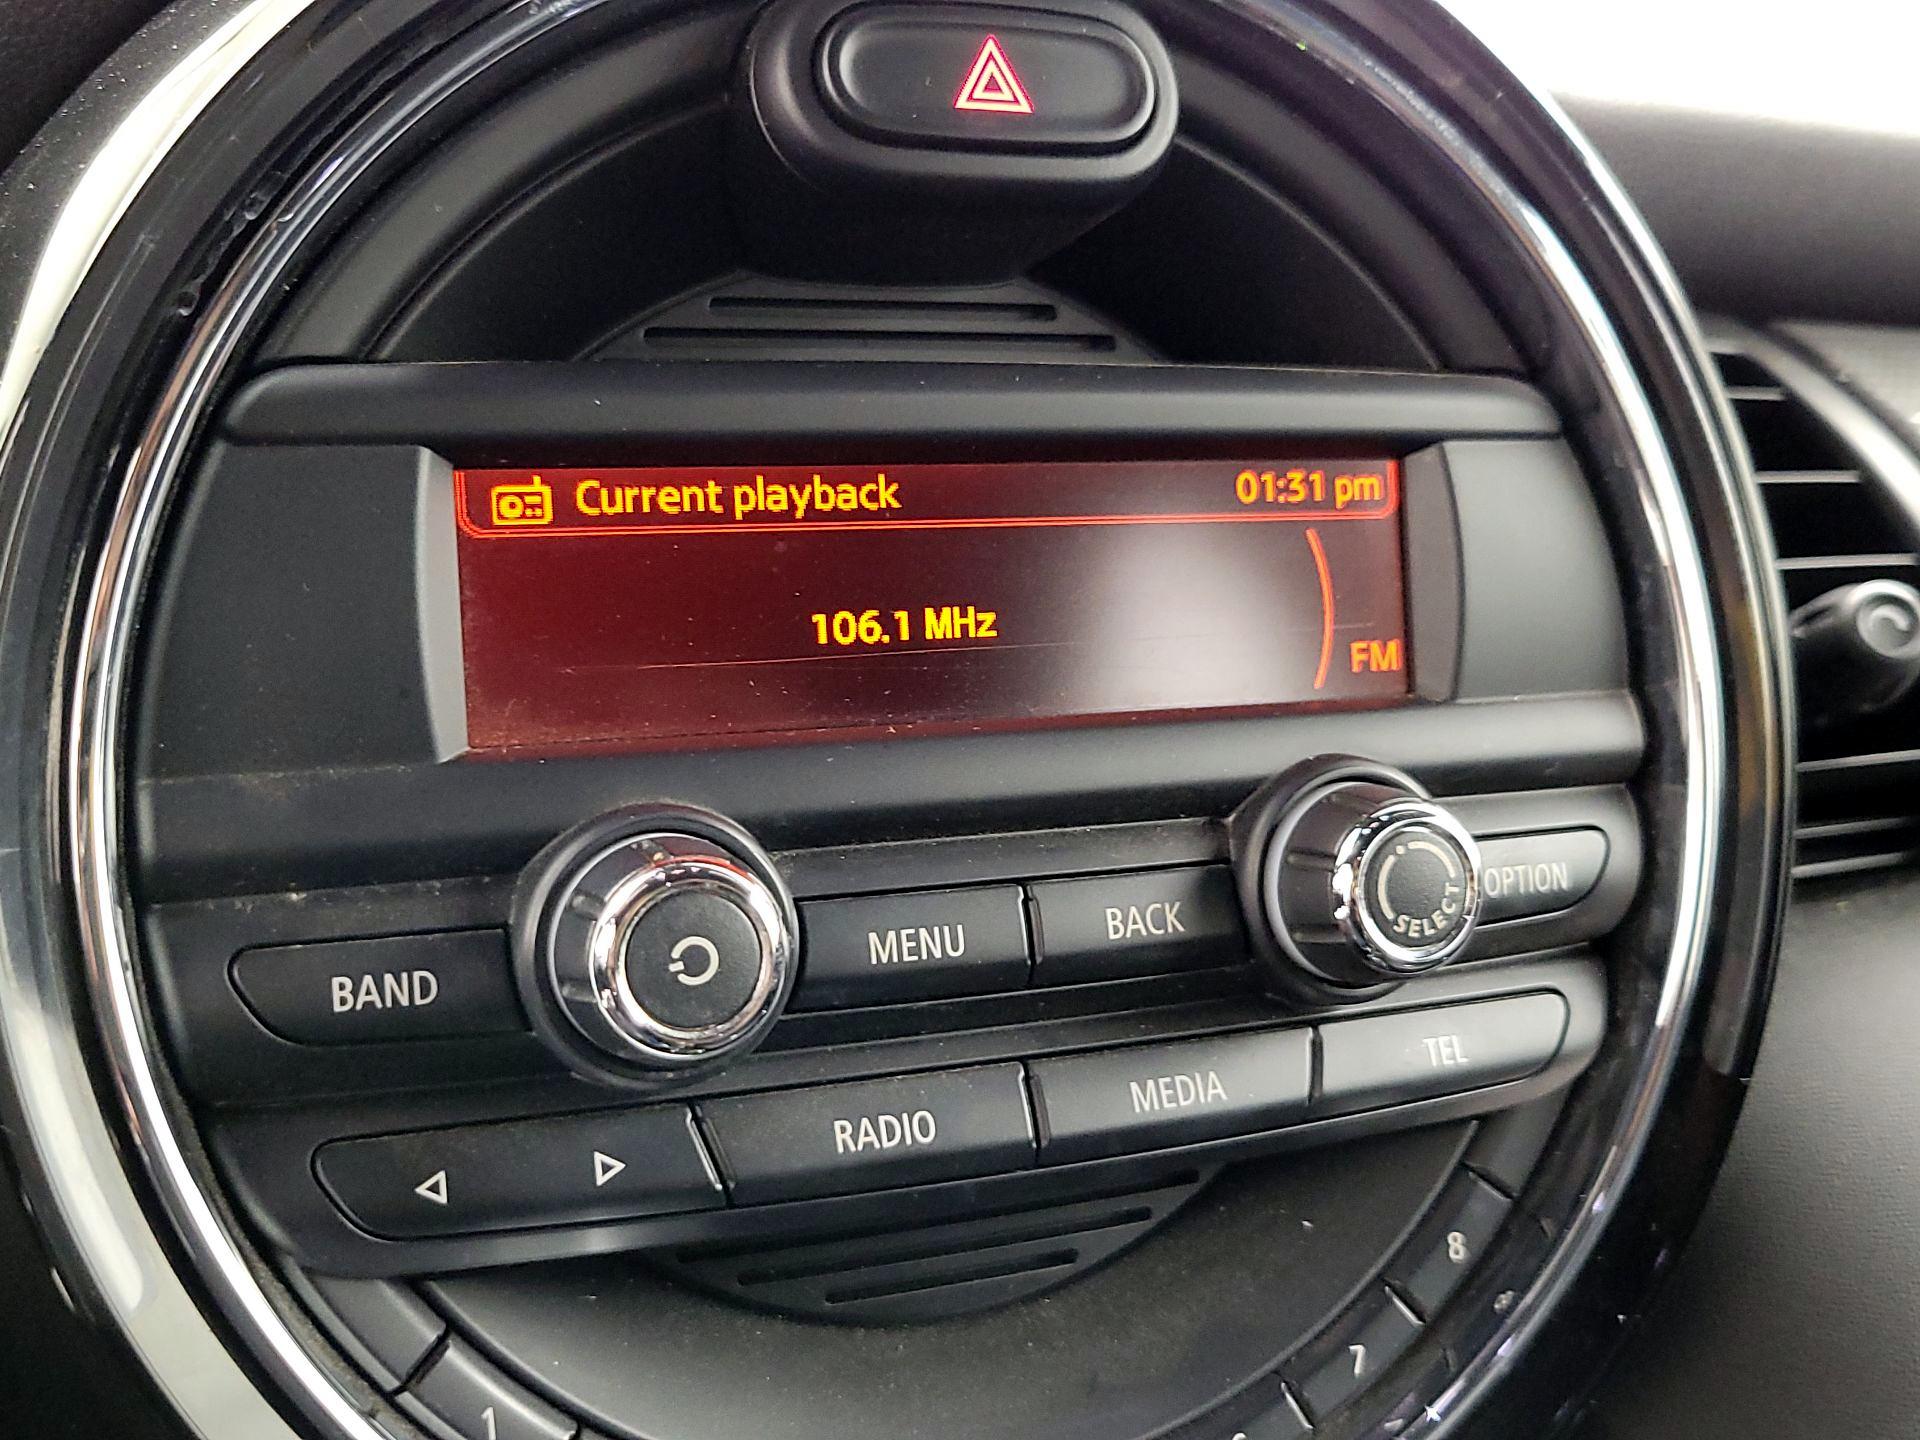 Current playback 01:31 pm
106.1 MHz
FM
BAND MENU BACK SELECT OPTION
RADIO MEDIA TEL
8
7
1